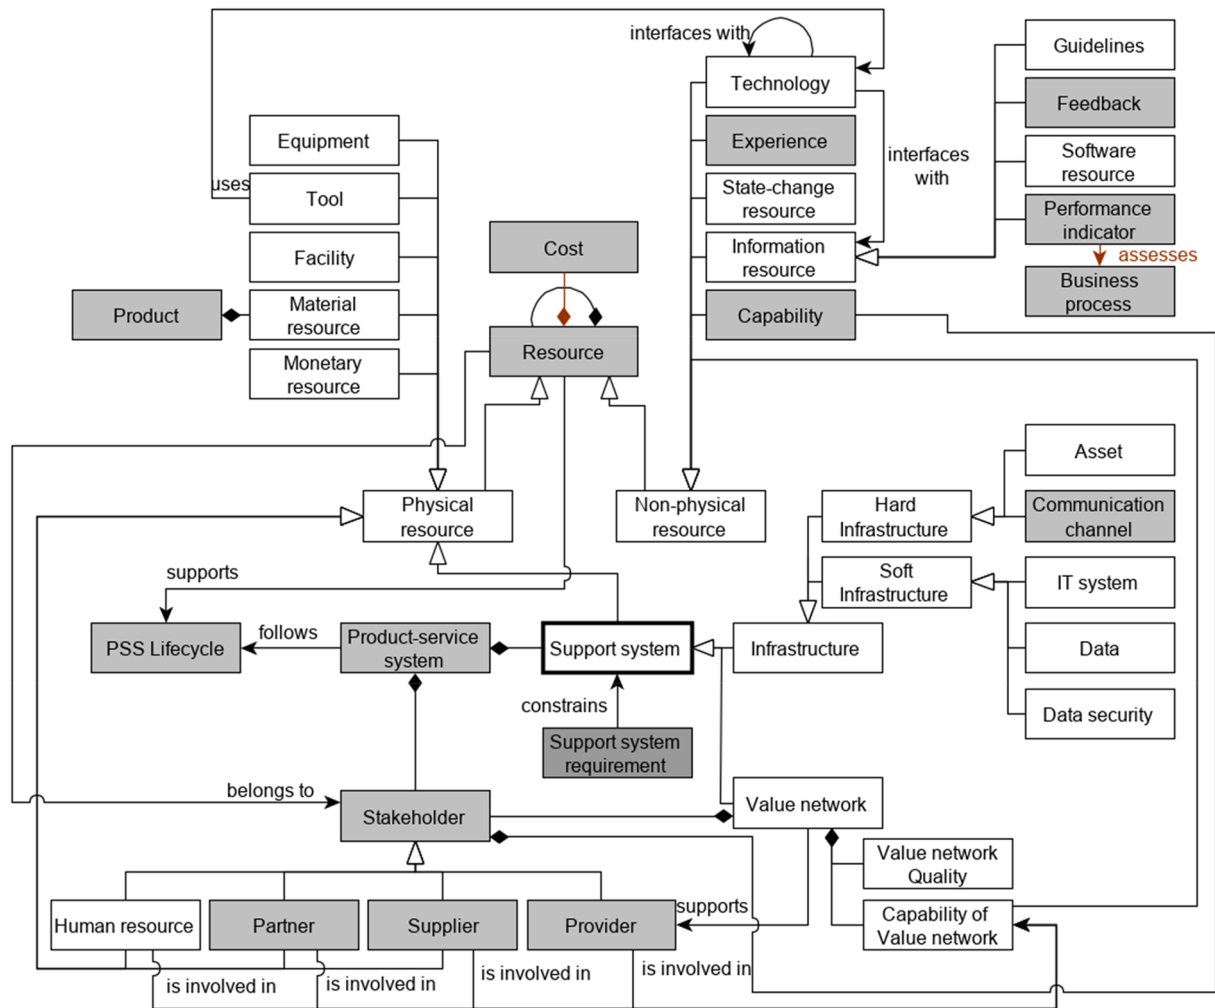 interfaces with
Technology
Guidelines
Experience
Feedback
Equipment
interfaces
with
Software
resource
uses
Tool
State-change
resource
Performance
indicator
Cost
Facility
Information
resource
assesses
Product
Material
resource
Capability
Business
process
Resource
Monetary
resource
Asset
Physical
resource
Non-physical
resource
Hard
Infrastructure
Communication
channel
supports
Soft
Infrastructure
IT system
PSS Lifecycle
follows
Product-service
system
Support system
Infrastructure
Data
constrains
Data security
Support system
requirement
belongs to
Stakeholder
Value network
Value network
Quality
Human resource
Partner
Supplier
Provider
supports
Capability of
Value network
is involved in
is involved in
is involved in
is involved in